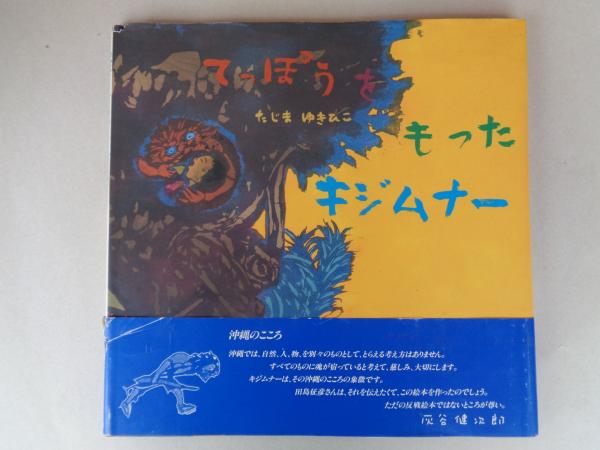 てっぽうを
たじま ゆきひこ
もった
キジムナー
沖縄のこころ
沖縄では、自然、人、物、を別々のものとして、とらえる考え方はありません。
すべてのものに魂が宿っていると考えて、慈しみ、大切にします。
キジムナーは、その沖縄のこころの象徴です。
田島征彦さんは、それを伝えたくて、この絵本を作ったのでしょう。
ただの反戦絵本ではないところが尊い。
灰谷健次郎